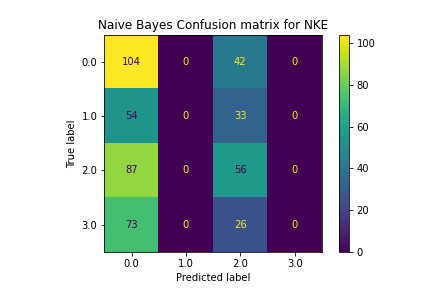 Naive Bayes Confusion matrix for NKE
True label
0.0 104 0 42 0
1.0 54 0 33 0
2.0 87 0 56 0
3.0 73 0 26 0
0.0 1.0 2.0 3.0
Predicted label
100
80
60
40
20
0